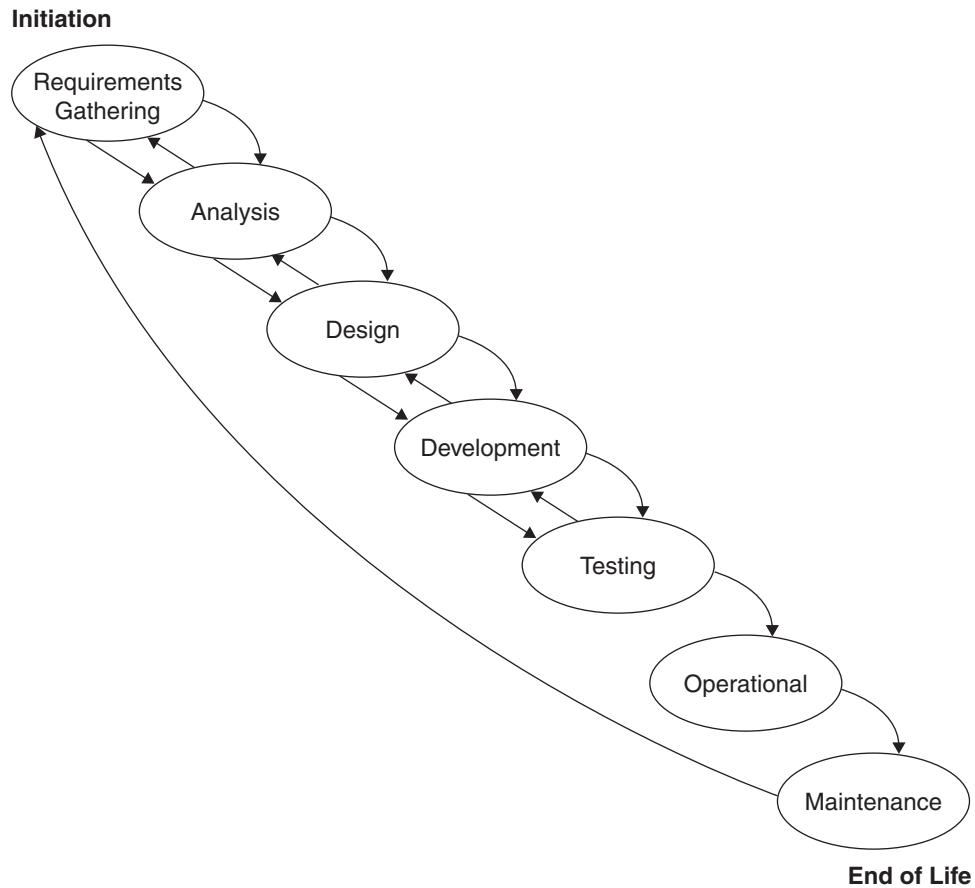 Initiation
Requirements
Gathering
Analysis
Design
Development
Testing
Operational
Maintenance
End of Life